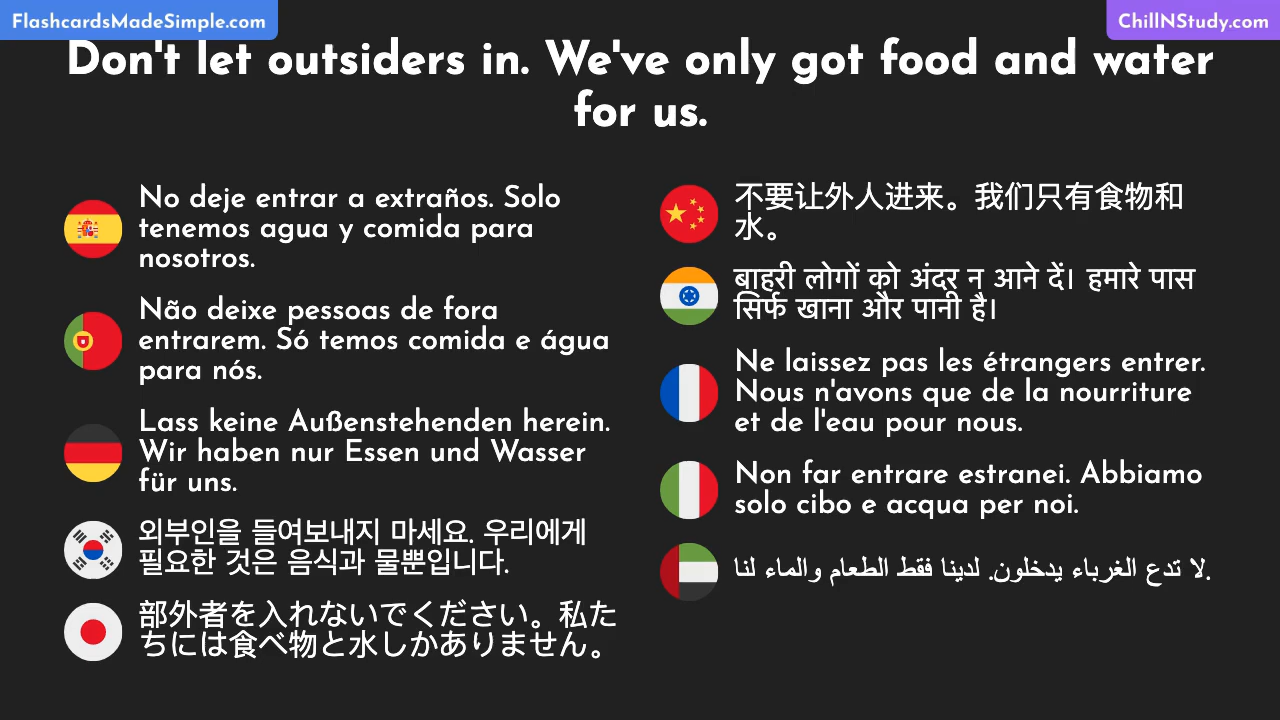 FlashcardsMadeSimple.com
ChillNStudy.com
Don't let outsiders in. We've only got food and water
for us.
No deje entrar a extraños. Solo
tenemos agua y comida para
nosotros.
Não deixe pessoas de fora
entrarem. Só temos comida e água
para nós.
Lass keine Außenstehenden herein.
Wir haben nur Essen und Wasser
für uns.
외부인을 들여보내지 마세요. 우리에게
필요한 것은 음식과 물뿐입니다.
部外者を入れないでください。私た
ちには食べ物と水しかありません。
不要让外人进来。我们只有食物和
水。
बाहरी लोगों को अंदर न आने दें। हमारे पास
सिर्फ खाना और पानी है।
Ne laissez pas les étrangers entrer.
Nous n'avons que de la nourriture
et de l'eau pour nous.
Non far entrare estranei. Abbiamo
solo cibo e acqua per noi.
لا تدع الغرباء يدخلون. لدينا فقط الطعام والماء لنا.